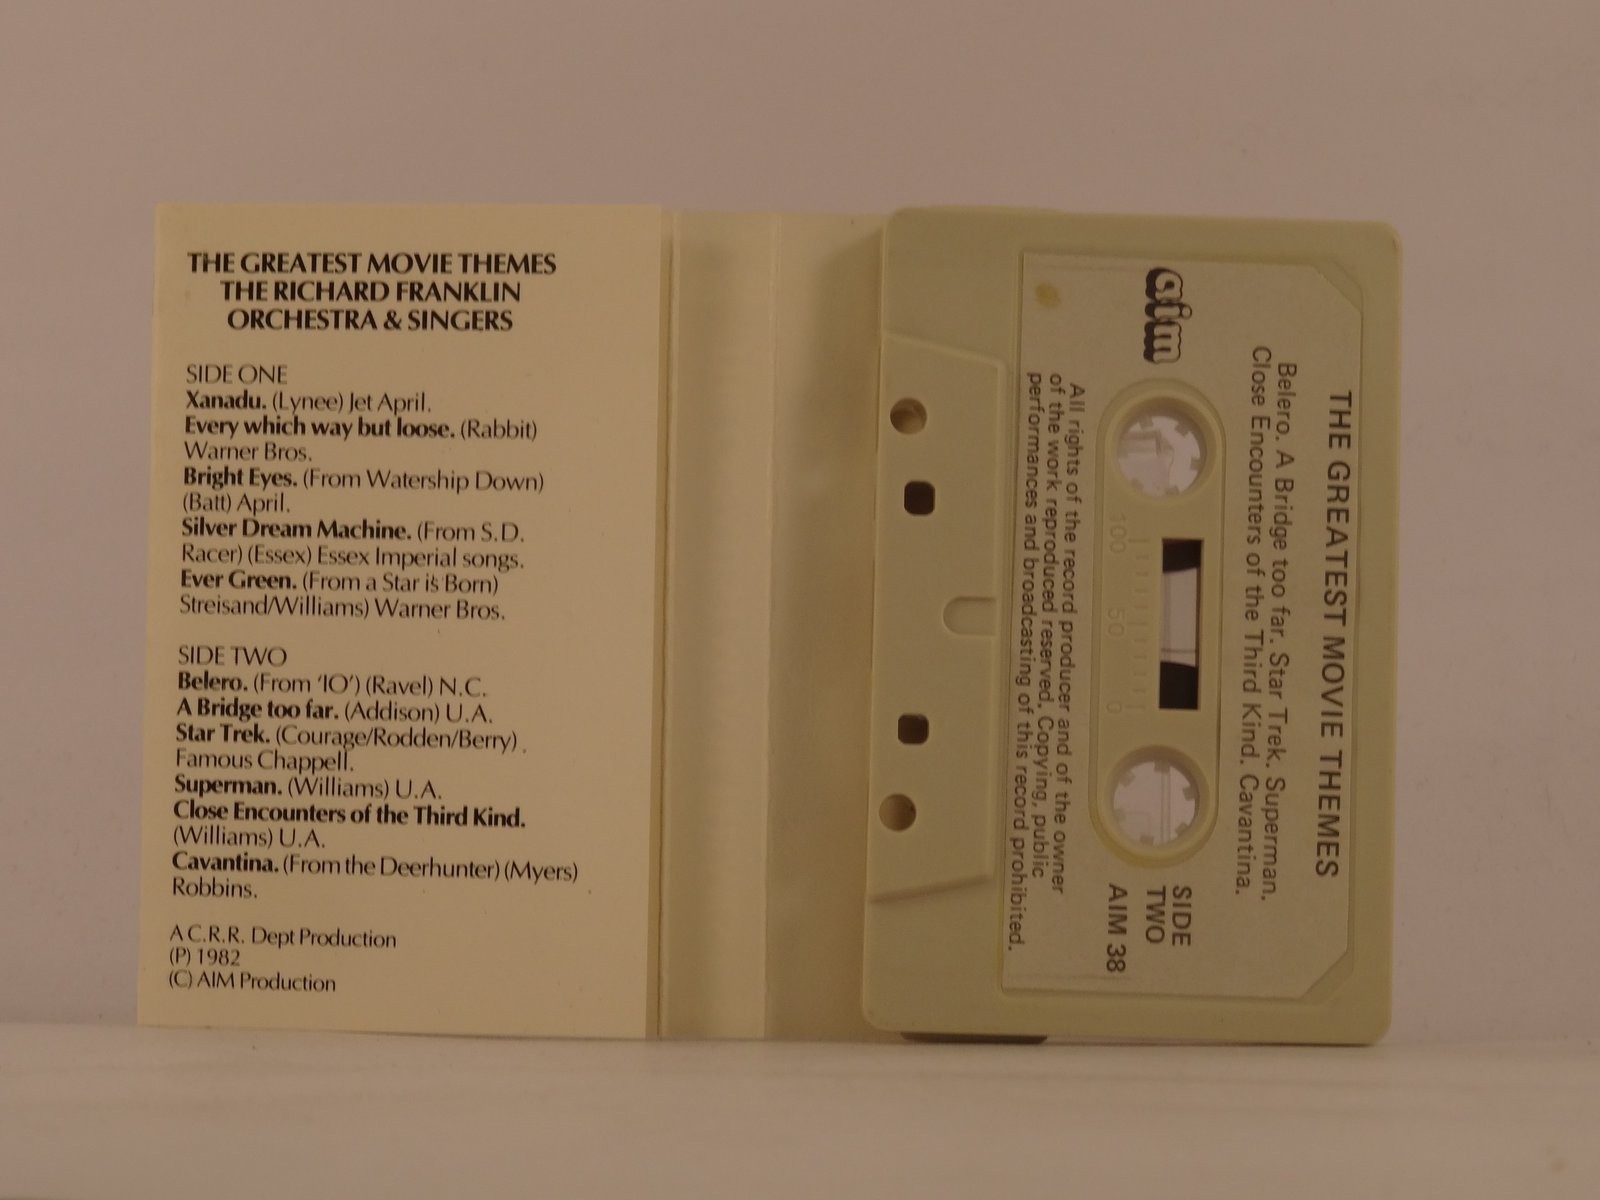 THE GREATEST MOVIE THEMES
THE RICHARD FRANKLIN
ORCHESTRA & SINGERS
SIDE ONE
Xanadu. (Lynee) Jet April.
Every which way but loose. (Rabbit)
Warner Bros.
Bright Eyes. (From Watership Down)
(Batt) April.
Silver Dream Machine. (From S.D.
Racer) (Essex) Essex Imperial songs.
Ever Green. (From a Star is Born)
Streisand/Williams) Warner Bros.
SIDE TWO
Belero. (From 'IO') (Ravel) N.C.
A Bridge too far. (Addison) U.A.
Star Trek. (Courage/Rodden/Berry) .
Famous Chappell.
Superman. (Williams) U.A.
Close Encounters of the Third Kind.
(Williams) U.A.
Cavantina. (From the Deerhunter) (Myers)
Robbins.
A C.R.R. Dept Production
(P) 1982
(C) AIM Production
THE GREATEST MOVIE THEMES
Belero. A Bridge too far. Star Trek. Superman.
Close Encounters of the Third Kind. Cavantina.
aim
SIDE
TWO
AIM 38
100 50 0
All rights of the record producer and of the owner
of the work reproduced reserved. Copying, public
performances and broadcasting of this record prohibited.